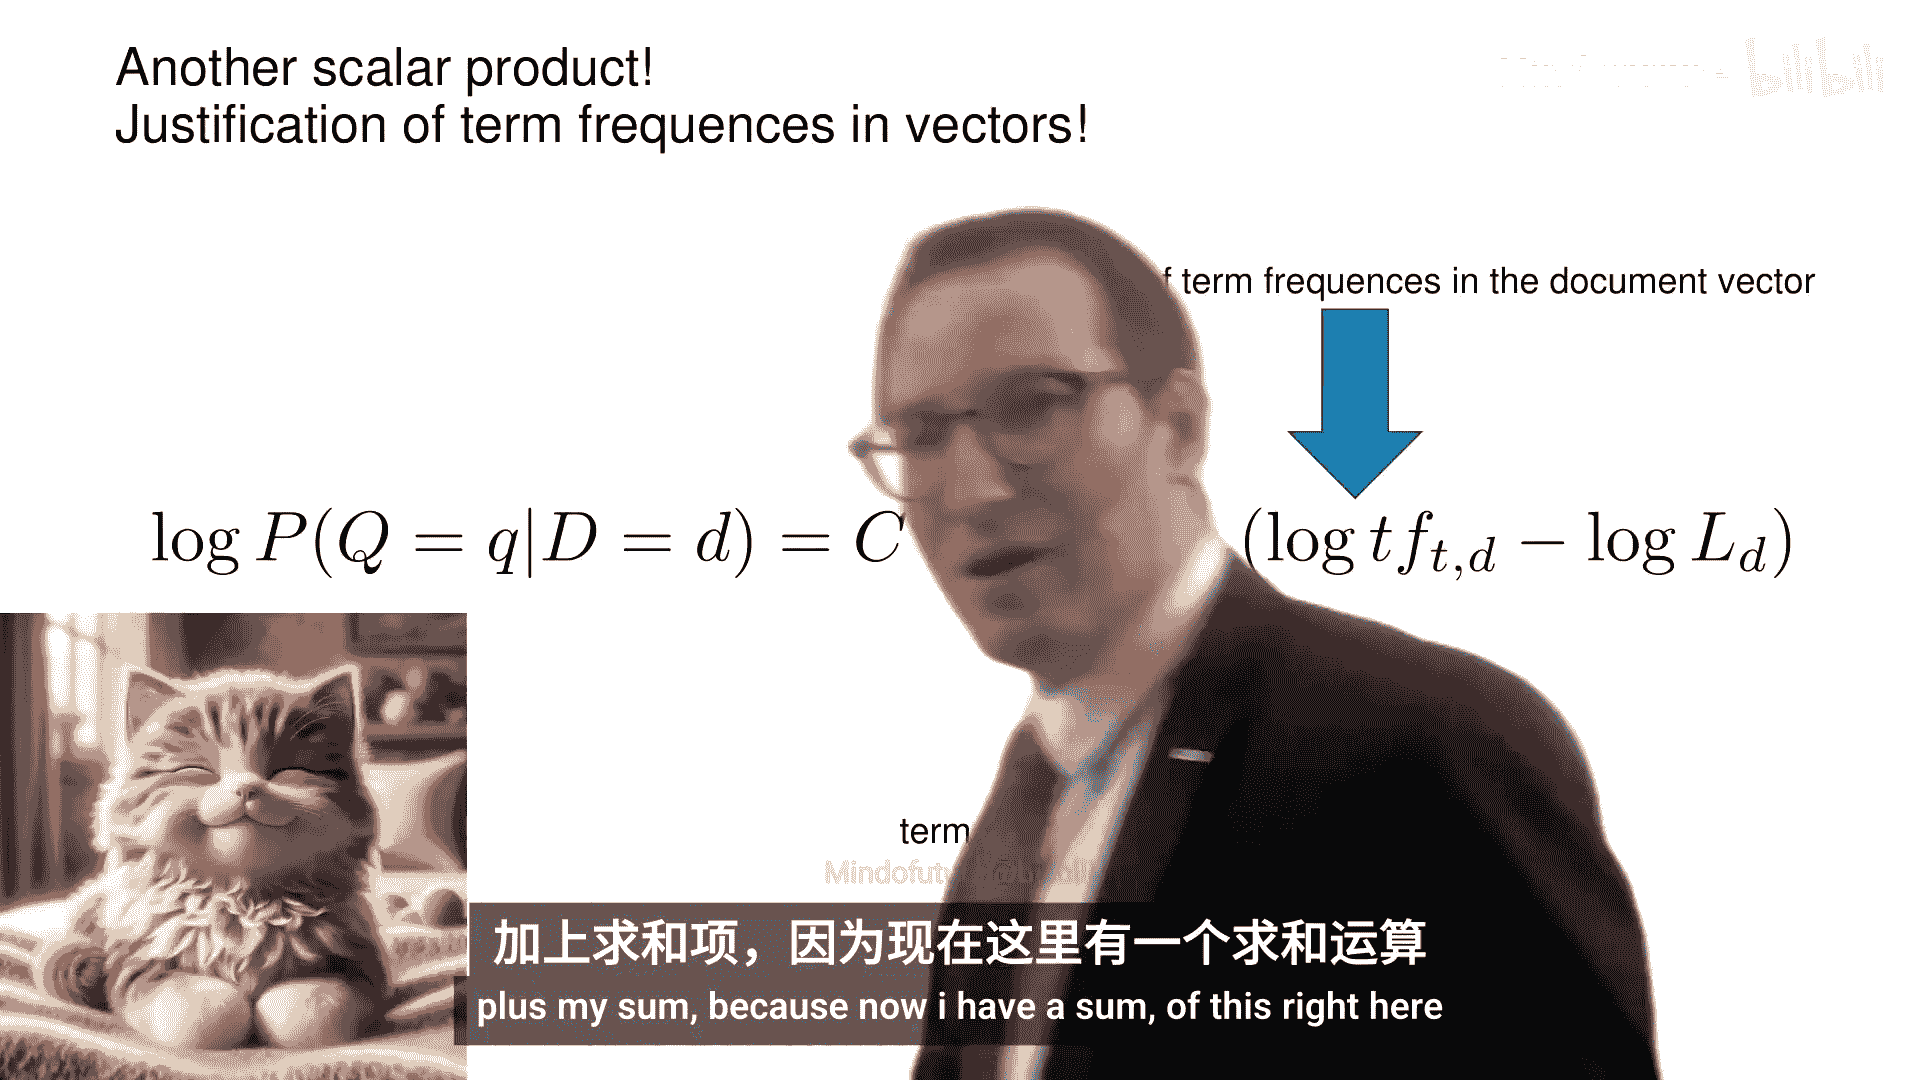 Another scalar product!
Justification of term frequences in vectors!
bilibili
f term frequences in the document vector
log P(Q = q|D = d) = C
(log tf_{t,d} − log L_d)
term
加上求和项，因为现在这里有一个求和运算
plus my sum, because now i have a sum, of this right here